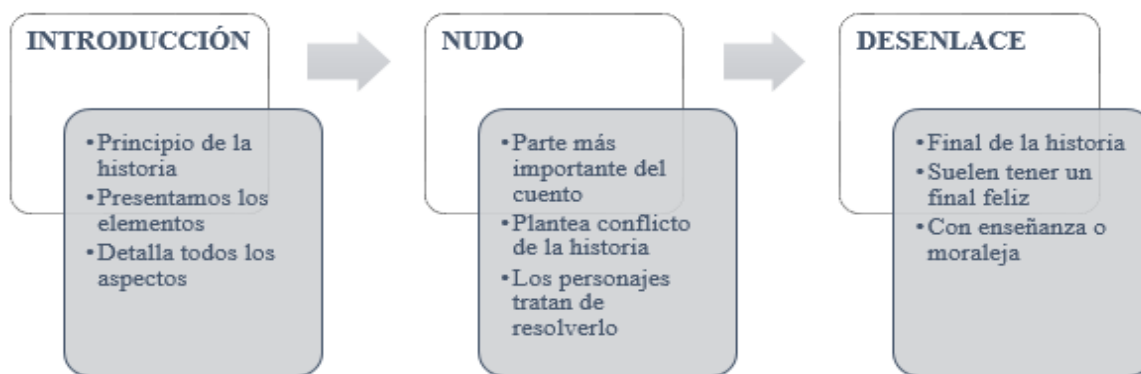 INTRODUCCIÓN
•Principio de la
historia
•Presentamos los
elementos
•Detalla todos los
aspectos
NUDO
•Parte más
importante del
cuento
•Plantea conflicto
de la historia
•Los personajes
tratan de
resolverlo
DESENLACE
•Final de la historia
•Suelen tener un
final feliz
•Con enseñanza o
moraleja